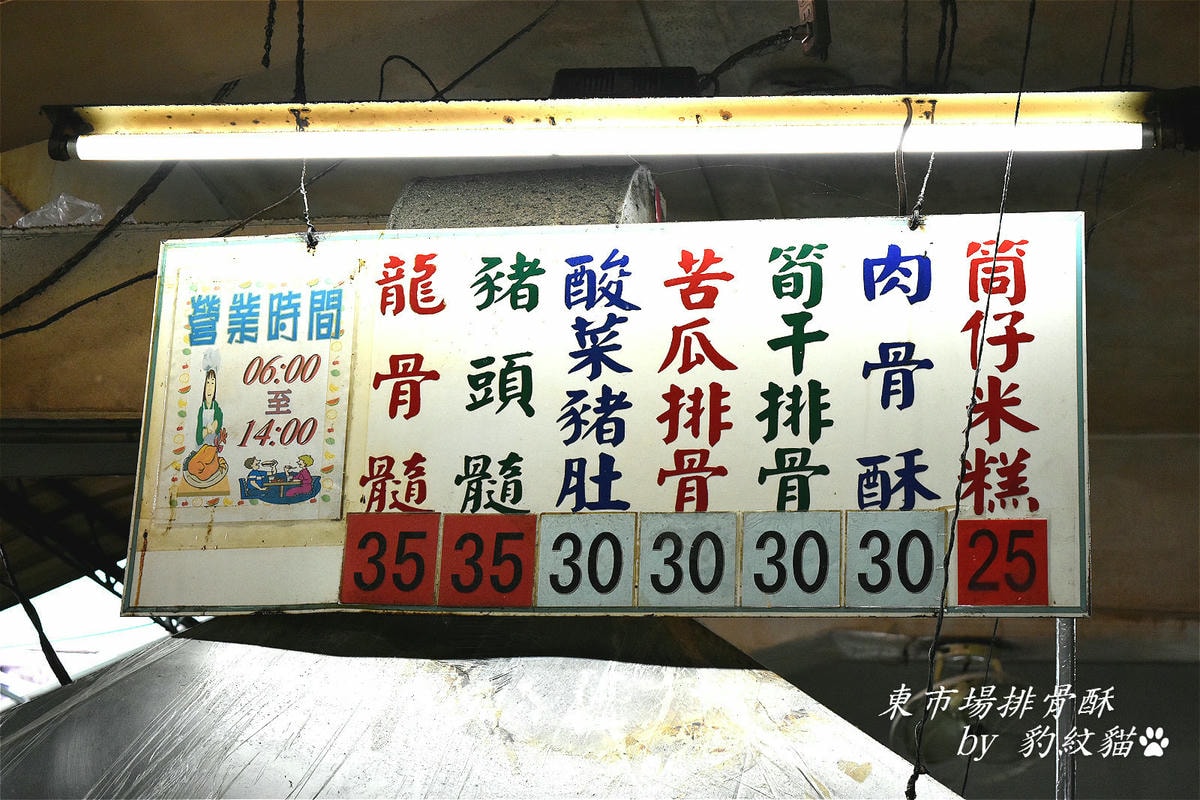 筒仔米糕
25
肉骨酥
30
筍干排骨
30
苦瓜排骨
30
酸菜豬肚
30
豬頭髓
35
龍骨髓
35
營業時間
06:00
至
14:00
東市場排骨酥
by 豹紋貓